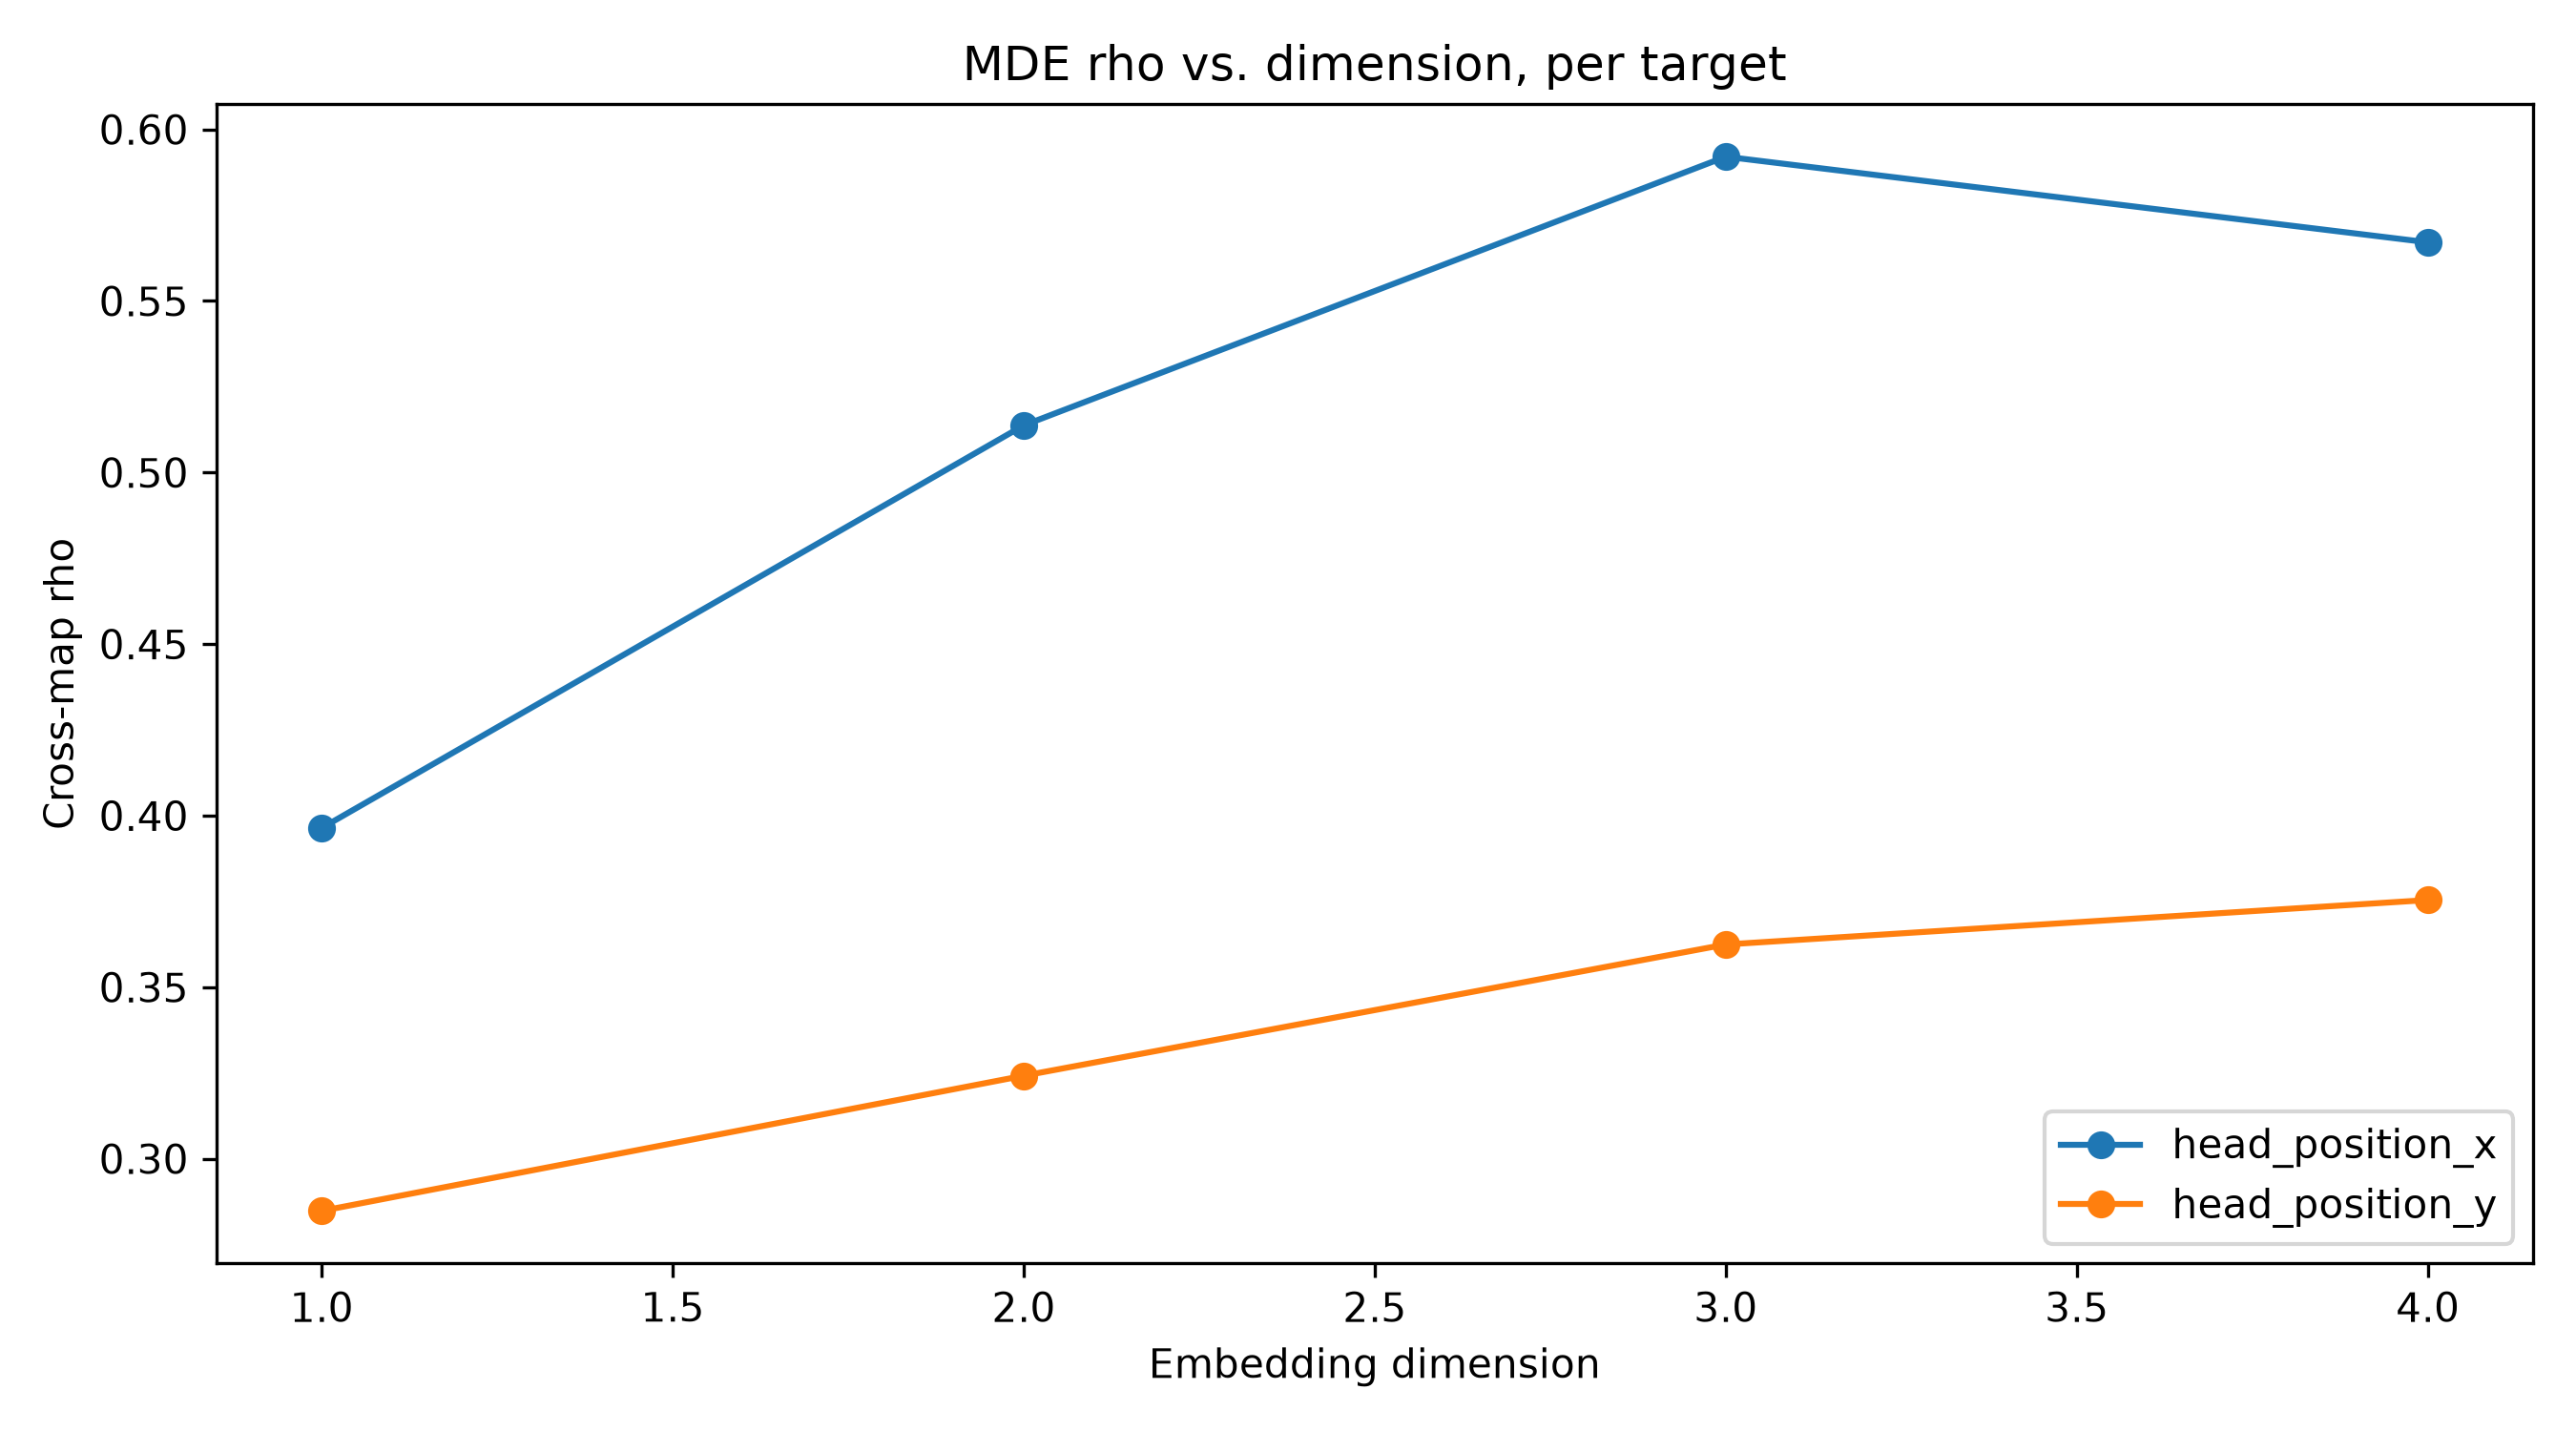 MDE rho vs. dimension, per target
0.60
0.55
0.50
0.45
0.40
0.35
0.30
Cross-map rho
head_position_x
head_position_y
1.0 1.5 2.0 2.5 3.0 3.5 4.0
Embedding dimension